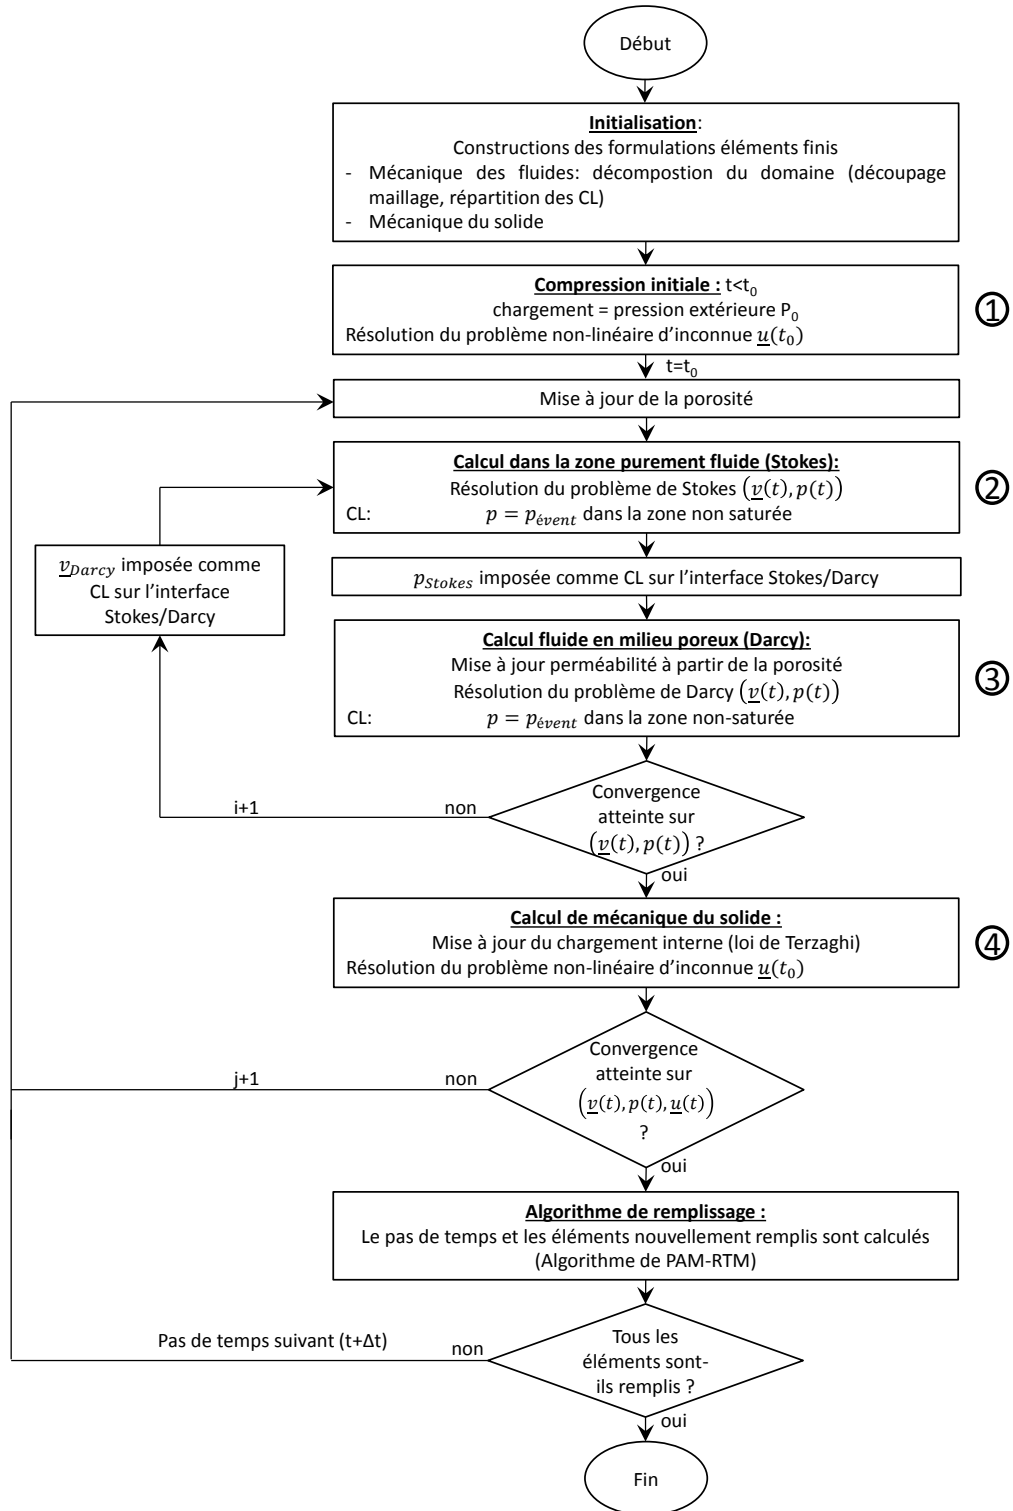 Début
Initialisation:
Constructions des formulations éléments finis
- Mécanique des fluides: décompostion du domaine (découpage
maillage, répartition des CL)
- Mécanique du solide
Compression initiale : t<t₀
chargement = pression extérieure P₀
Résolution du problème non-linéaire d'inconnue u(t₀)
①
t=t₀
Mise à jour de la porosité
Calcul dans la zone purement fluide (Stokes):
Résolution du problème de Stokes (v(t), p(t))
CL: p = pévent dans la zone non saturée
②
vDarcy imposée comme
CL sur l'interface
Stokes/Darcy
pStokes imposée comme CL sur l'interface Stokes/Darcy
Calcul fluide en milieu poreux (Darcy):
Mise à jour perméabilité à partir de la porosité
Résolution du problème de Darcy (v(t), p(t))
CL: p = pévent dans la zone non-saturée
③
i+1
non
Convergence
atteinte sur
(v(t), p(t)) ?
oui
Calcul de mécanique du solide :
Mise à jour du chargement interne (loi de Terzaghi)
Résolution du problème non-linéaire d'inconnue u(t₀)
④
j+1
non
Convergence
atteinte sur
(v(t), p(t), u(t))
?
oui
Algorithme de remplissage :
Le pas de temps et les éléments nouvellement remplis sont calculés
(Algorithme de PAM-RTM)
Pas de temps suivant (t+Δt)
non
Tous les
éléments sont-
ils remplis ?
oui
Fin